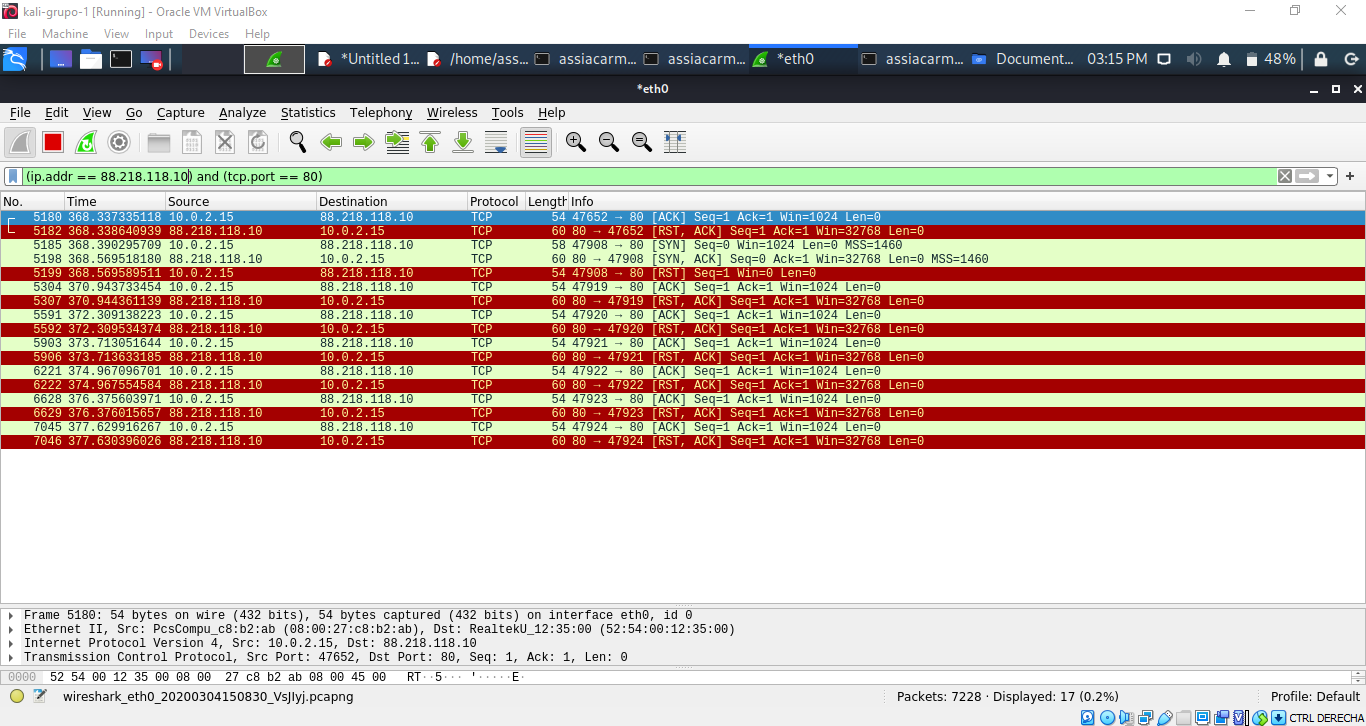 kali-grupo-1 [Running] - Oracle VM VirtualBox
File Machine View Input Devices Help
*Untitled 1... /home/ass... assiacarm... assiacarm... *eth0 assiacarm... Document... 03:15 PM 48%
*eth0
File Edit View Go Capture Analyze Statistics Telephony Wireless Tools Help
(ip.addr == 88.218.118.10) and (tcp.port == 80)
No. Time Source Destination Protocol Length Info
5180 368.337335118 10.0.2.15 88.218.118.10 TCP 54 47652 → 80 [ACK] Seq=1 Ack=1 Win=1024 Len=0
5182 368.338640939 88.218.118.10 10.0.2.15 TCP 60 80 → 47652 [RST, ACK] Seq=1 Ack=1 Win=32768 Len=0
5185 368.390295709 10.0.2.15 88.218.118.10 TCP 58 47908 → 80 [SYN] Seq=0 Win=1024 Len=0 MSS=1460
5198 368.569518180 88.218.118.10 10.0.2.15 TCP 60 80 → 47908 [SYN, ACK] Seq=0 Ack=1 Win=32768 Len=0 MSS=1460
5199 368.569589511 10.0.2.15 88.218.118.10 TCP 54 47908 → 80 [RST] Seq=1 Win=0 Len=0
5304 370.943733454 10.0.2.15 88.218.118.10 TCP 54 47919 → 80 [ACK] Seq=1 Ack=1 Win=1024 Len=0
5307 370.944361139 88.218.118.10 10.0.2.15 TCP 60 80 → 47919 [RST, ACK] Seq=1 Ack=1 Win=32768 Len=0
5591 372.309138223 10.0.2.15 88.218.118.10 TCP 54 47920 → 80 [ACK] Seq=1 Ack=1 Win=1024 Len=0
5592 372.309534374 88.218.118.10 10.0.2.15 TCP 60 80 → 47920 [RST, ACK] Seq=1 Ack=1 Win=32768 Len=0
5903 373.713051644 10.0.2.15 88.218.118.10 TCP 54 47921 → 80 [ACK] Seq=1 Ack=1 Win=1024 Len=0
5906 373.713633185 88.218.118.10 10.0.2.15 TCP 60 80 → 47921 [RST, ACK] Seq=1 Ack=1 Win=32768 Len=0
6221 374.967096701 10.0.2.15 88.218.118.10 TCP 54 47922 → 80 [ACK] Seq=1 Ack=1 Win=1024 Len=0
6222 374.967554584 88.218.118.10 10.0.2.15 TCP 60 80 → 47922 [RST, ACK] Seq=1 Ack=1 Win=32768 Len=0
6628 376.375603971 10.0.2.15 88.218.118.10 TCP 54 47923 → 80 [ACK] Seq=1 Ack=1 Win=1024 Len=0
6629 376.376015657 88.218.118.10 10.0.2.15 TCP 60 80 → 47923 [RST, ACK] Seq=1 Ack=1 Win=32768 Len=0
7045 377.629916267 10.0.2.15 88.218.118.10 TCP 54 47924 → 80 [ACK] Seq=1 Ack=1 Win=1024 Len=0
7046 377.630396026 88.218.118.10 10.0.2.15 TCP 60 80 → 47924 [RST, ACK] Seq=1 Ack=1 Win=32768 Len=0
Frame 5180: 54 bytes on wire (432 bits), 54 bytes captured (432 bits) on interface eth0, id 0
Ethernet II, Src: PcsCompu_c8:b2:ab (08:00:27:c8:b2:ab), Dst: RealtekU_12:35:00 (52:54:00:12:35:00)
Internet Protocol Version 4, Src: 10.0.2.15, Dst: 88.218.118.10
Transmission Control Protocol, Src Port: 47652, Dst Port: 80, Seq: 1, Ack: 1, Len: 0
0000 52 54 00 12 35 00 08 00 27 c8 b2 ab 08 00 45 00 RT··5··· '·····E·
wireshark_eth0_20200304150830_VsJIyj.pcapng Packets: 7228 · Displayed: 17 (0.2%) Profile: Default
CTRL DERECHA